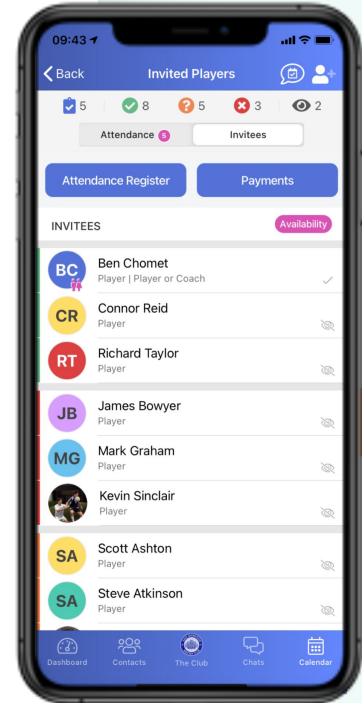 09:43
Back
Invited Players
5
8
5
3
2
Attendance 5
Invitees
Attendance Register
Payments
INVITEES
Availability
BC
Ben Chomet
Player | Player or Coach
CR
Connor Reid
Player
RT
Richard Taylor
Player
JB
James Bowyer
Player
MG
Mark Graham
Player
Kevin Sinclair
Player
SA
Scott Ashton
Player
SA
Steve Atkinson
Player
Dashboard
Contacts
The Club
Chats
Calendar